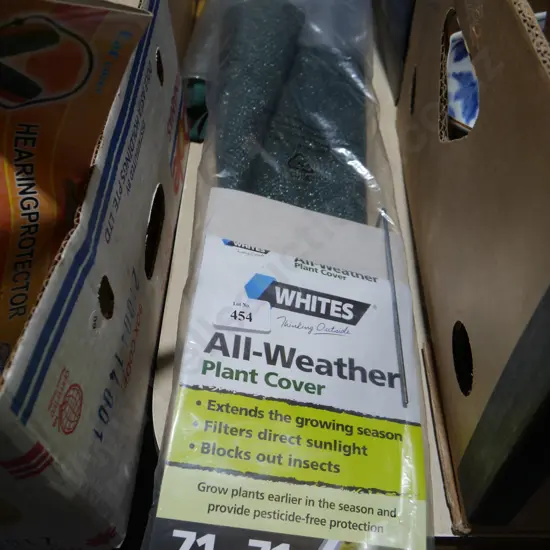 WHITES
All-Weather
Plant Cover
WHITES
Thinking Outside
Lot No
454
All-Weather
Plant Cover
• Extends the growing season
• Filters direct sunlight
• Blocks out insects
Grow plants earlier in the season and
provide pesticide-free protection
HEARINGPROTECTOR